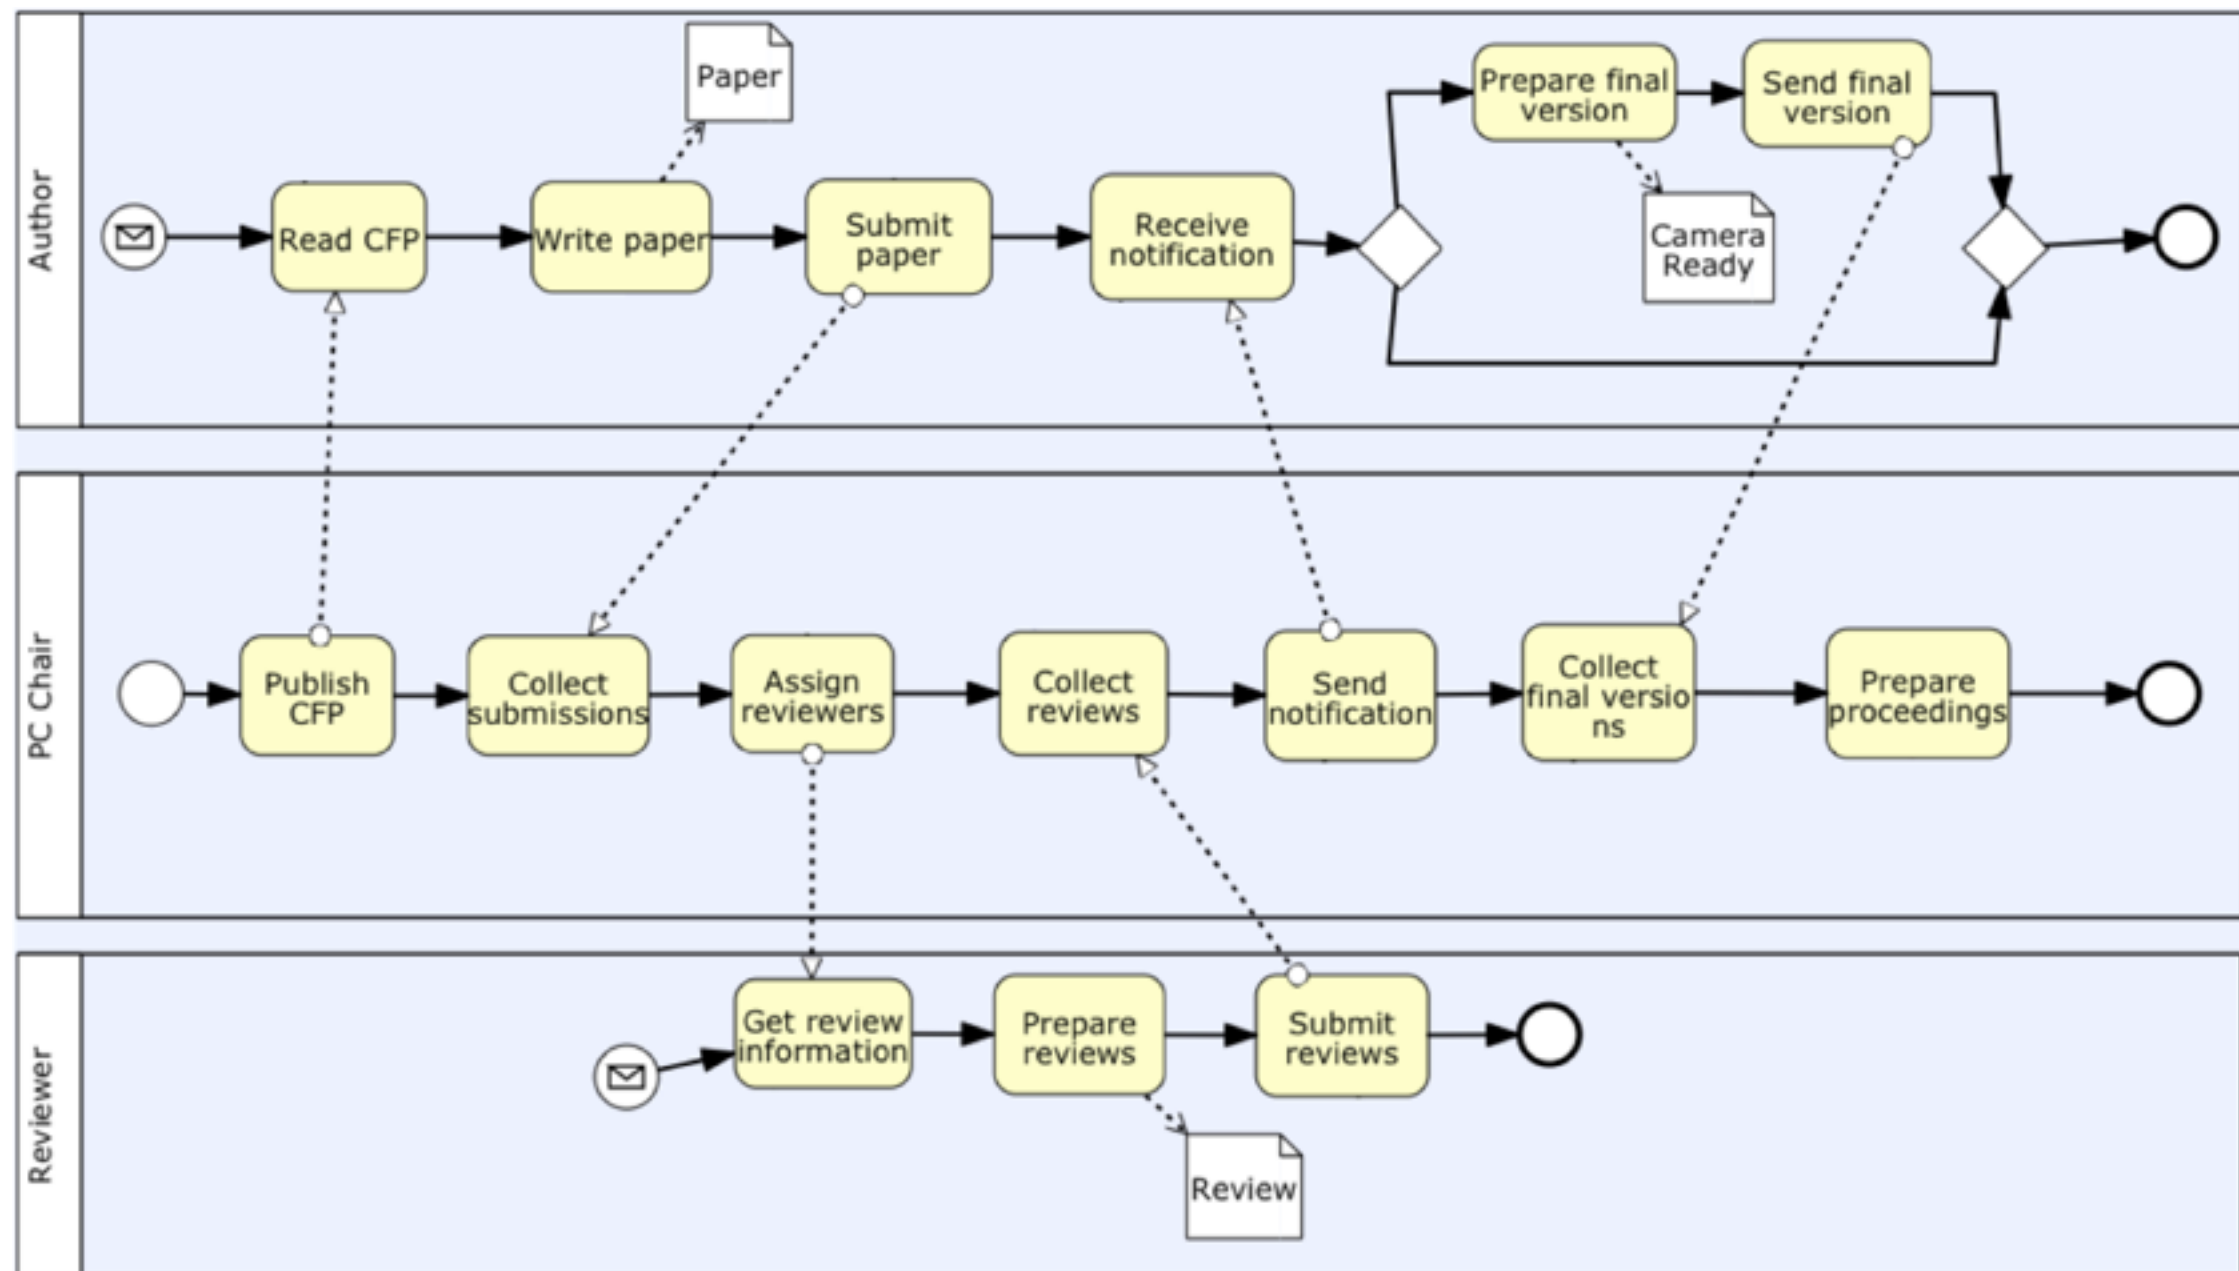 Author
Paper
Prepare final
version
Send final
version
Read CFP
Write paper
Submit
paper
Receive
notification
Camera
Ready
PC Chair
Publish
CFP
Collect
submissions
Assign
reviewers
Collect
reviews
Send
notification
Collect
final versio
ns
Prepare
proceedings
Reviewer
Get review
information
Prepare
reviews
Submit
reviews
Review